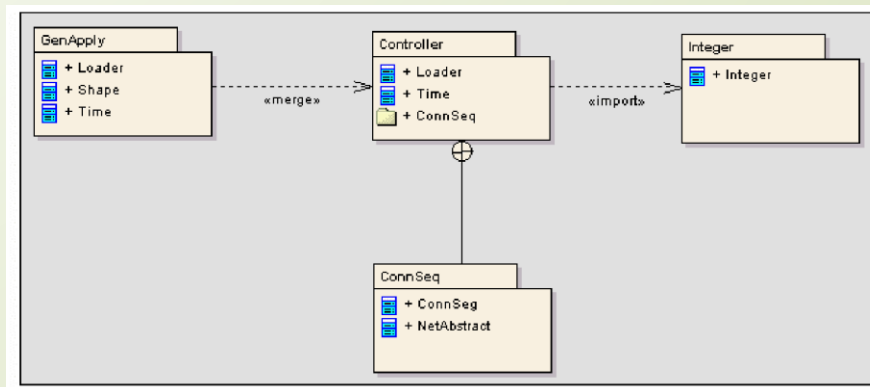 GenApply
+ Loader
+ Shape
+ Time
«merge»
Controller
+ Loader
+ Time
+ ConnSeq
«import»
Integer
+ Integer
ConnSeq
+ ConnSeg
+ NetAbstract